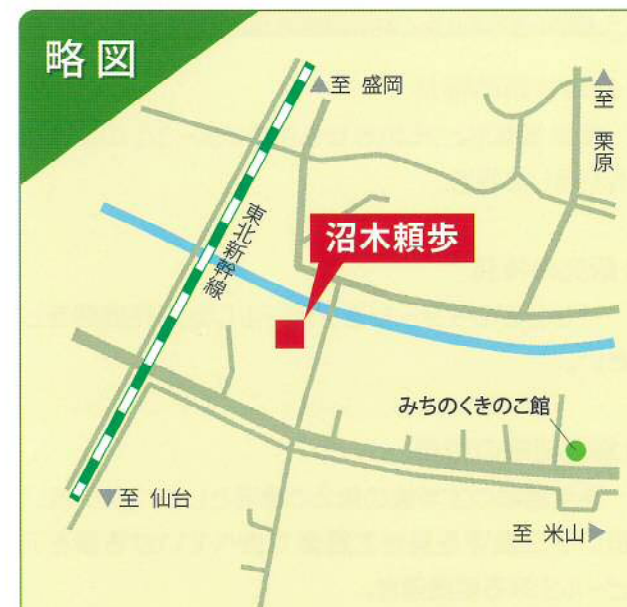 略図
至 盛岡
至 栗原
東北新幹線
沼木頼歩
みちのくきのこ館
至 仙台
至 米山